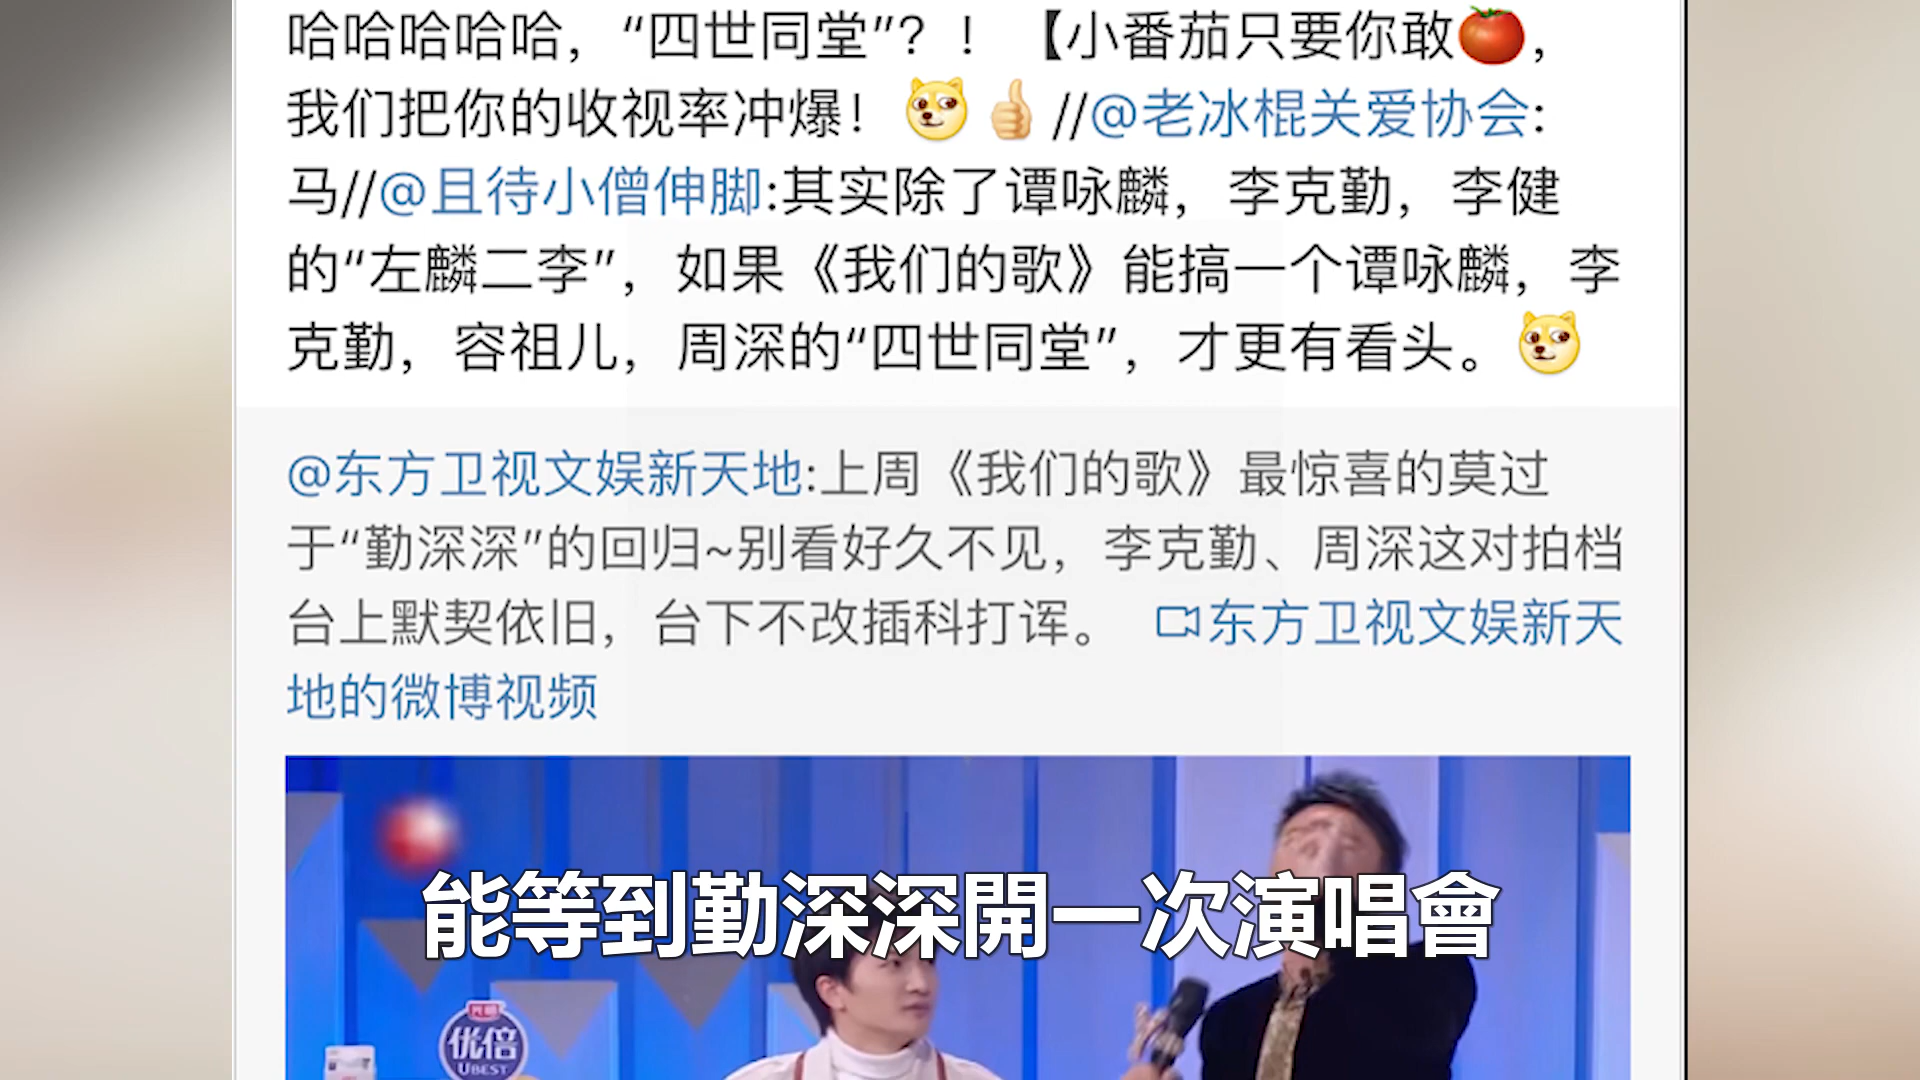 哈哈哈哈哈，“四世同堂”？！【小番茄只要你敢🍅，
我们把你的收视率冲爆！//@老冰棍关爱协会:
马//@且待小僧伸脚:其实除了谭咏麟，李克勤，李健
的“左麟二李”，如果《我们的歌》能搞一个谭咏麟，李
克勤，容祖儿，周深的“四世同堂”，才更有看头。
@东方卫视文娱新天地:上周《我们的歌》最惊喜的莫过
于“勤深深”的回归~别看好久不见，李克勤、周深这对拍档
台上默契依旧，台下不改插科打诨。东方卫视文娱新天
地的微博视频
能等到勤深深開一次演唱會
光明
优倍
UBEST